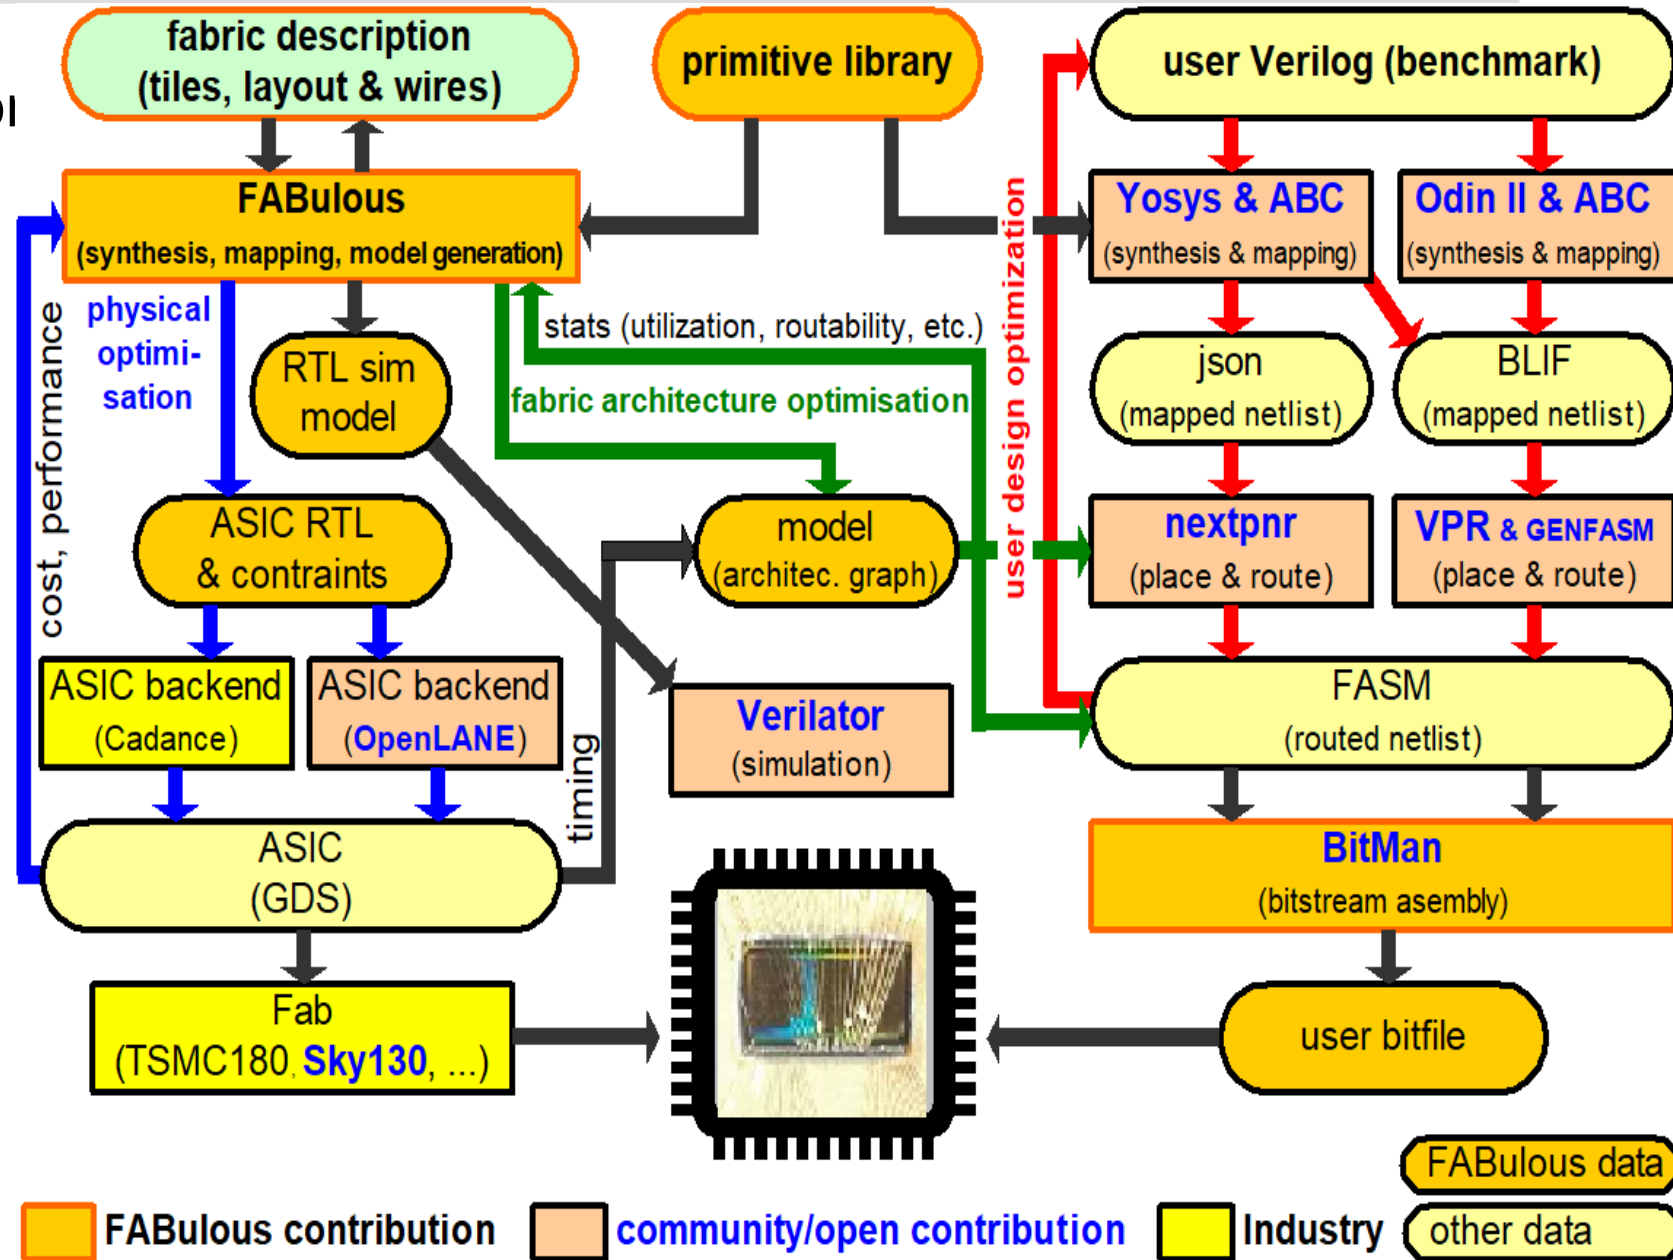 fabric description
(tiles, layout & wires)
primitive library
user Verilog (benchmark)
FABulous
(synthesis, mapping, model generation)
Yosys & ABC
(synthesis & mapping)
Odin II & ABC
(synthesis & mapping)
physical
optimi-
sation
cost, performance
RTL sim
model
stats (utilization, routability, etc.)
fabric architecture optimisation
user design optimization
json
(mapped netlist)
BLIF
(mapped netlist)
ASIC RTL
& contraints
model
(architec. graph)
nextpnr
(place & route)
VPR & GENFASM
(place & route)
ASIC backend
(Cadance)
ASIC backend
(OpenLANE)
timing
Verilator
(simulation)
FASM
(routed netlist)
ASIC
(GDS)
BitMan
(bitstream asembly)
Fab
(TSMC180, Sky130, ...)
user bitfile
FABulous data
FABulous contribution
community/open contribution
Industry
other data